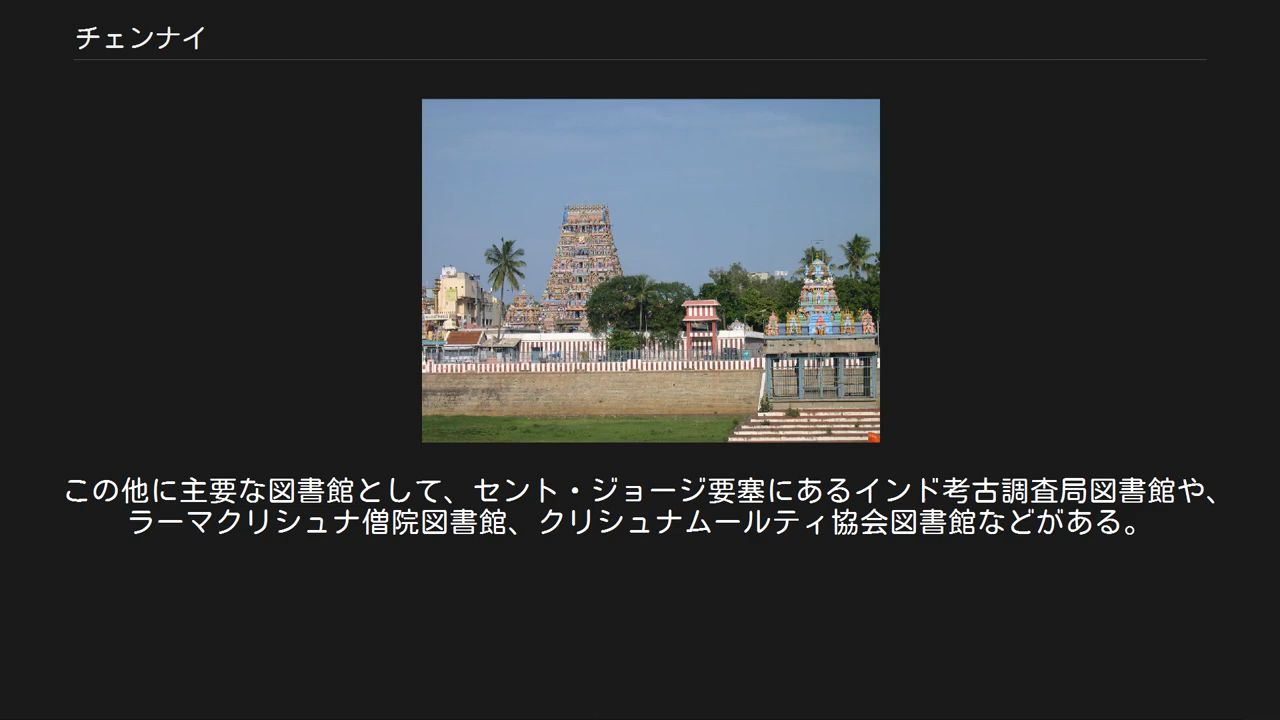 チェンナイ
この他に主要な図書館として、セント・ジョージ要塞にあるインド考古調査局図書館や、
ラーマクリシュナ僧院図書館、クリシュナムールティ協会図書館などがある。